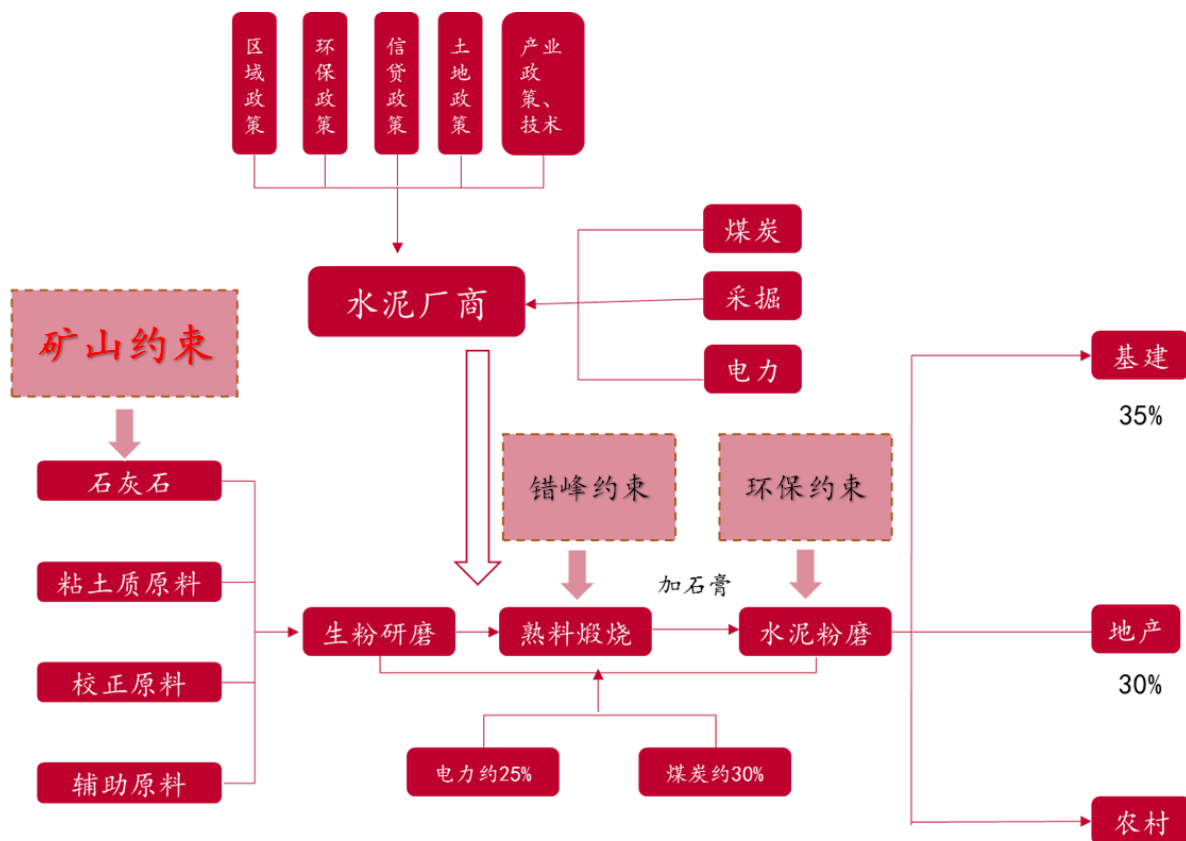 区
域
政
策
环
保
政
策
信
贷
政
策
土
地
政
策
产业
政
策、
技术
煤炭
水泥厂商
采掘
电力
矿山约束
基建
35%
石灰石
错峰约束
环保约束
粘土质原料
加石膏
生粉研磨
熟料煅烧
水泥粉磨
地产
30%
校正原料
辅助原料
电力约25%
煤炭约30%
农村